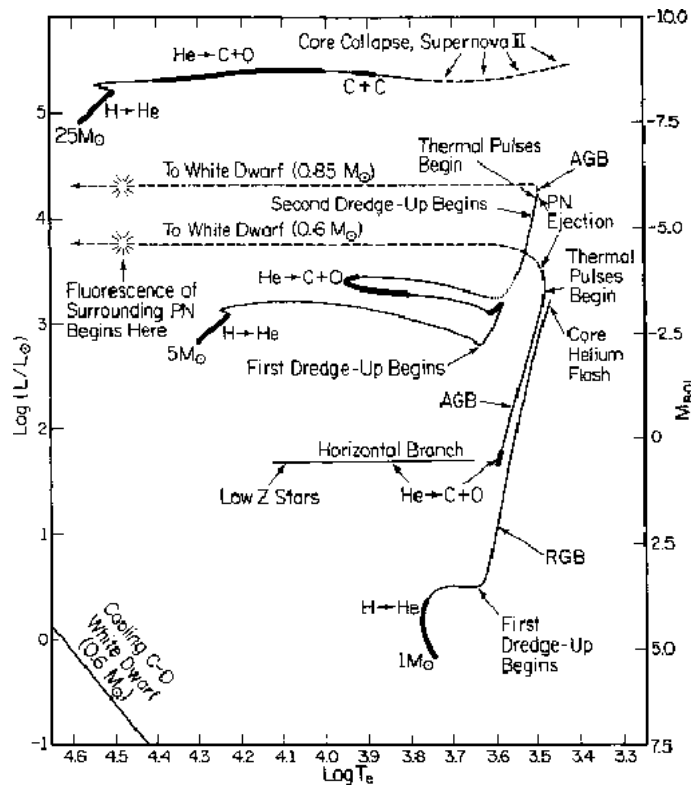 -10.0
Core Collapse, Supernova II
He→C+O
C+C
5
H→He
25M⊙
-7.5
Thermal Pulses
Begin
AGB
To White Dwarf (0.85 M⊙)
PN
Ejection
Second Dredge-Up Begins
4
-5.0
To White Dwarf (0.6 M⊙)
Thermal
Pulses
Begin
He→C+O
Fluorescence of
Surrounding PN
Begins Here
3
H→He
5M⊙
First Dredge-Up Begins
Core
Helium
Flash
-2.5
Log (L/L⊙)
MBOL
AGB
2
0
Horizontal Branch
Low Z Stars
He→C+O
1
RGB
2.5
H→He
First
Dredge-Up
Begins
1M⊙
0
5.0
Cooling C-O
White Dwarf
(0.6 M⊙)
-1
7.5
4.6 4.5 4.4 4.3 4.2 4.1 4.0 3.9 3.8 3.7 3.6 3.5 3.4 3.3
Log Te